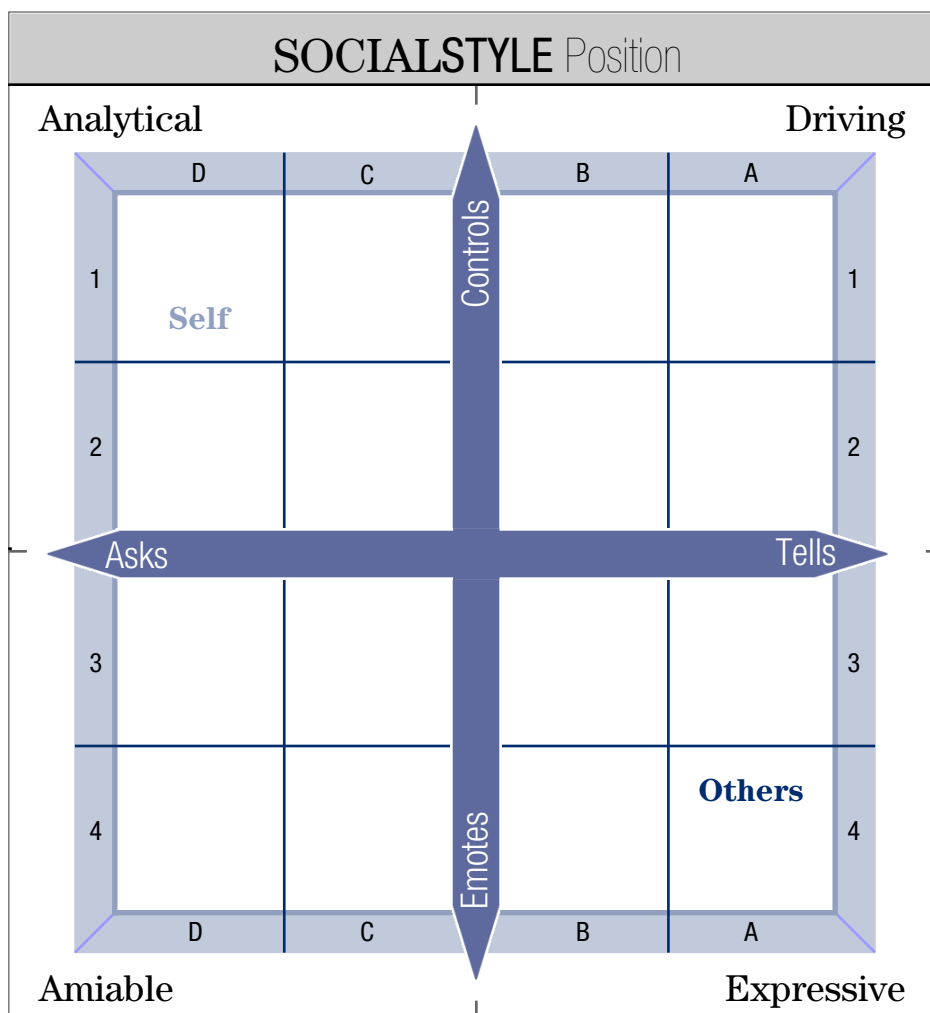 SOCIALSTYLE Position
Analytical Driving
D C B A
Controls
1 1
Self
2 2
Asks Tells
3 3
Others
4 4
Emotes
D C B A
Amiable Expressive